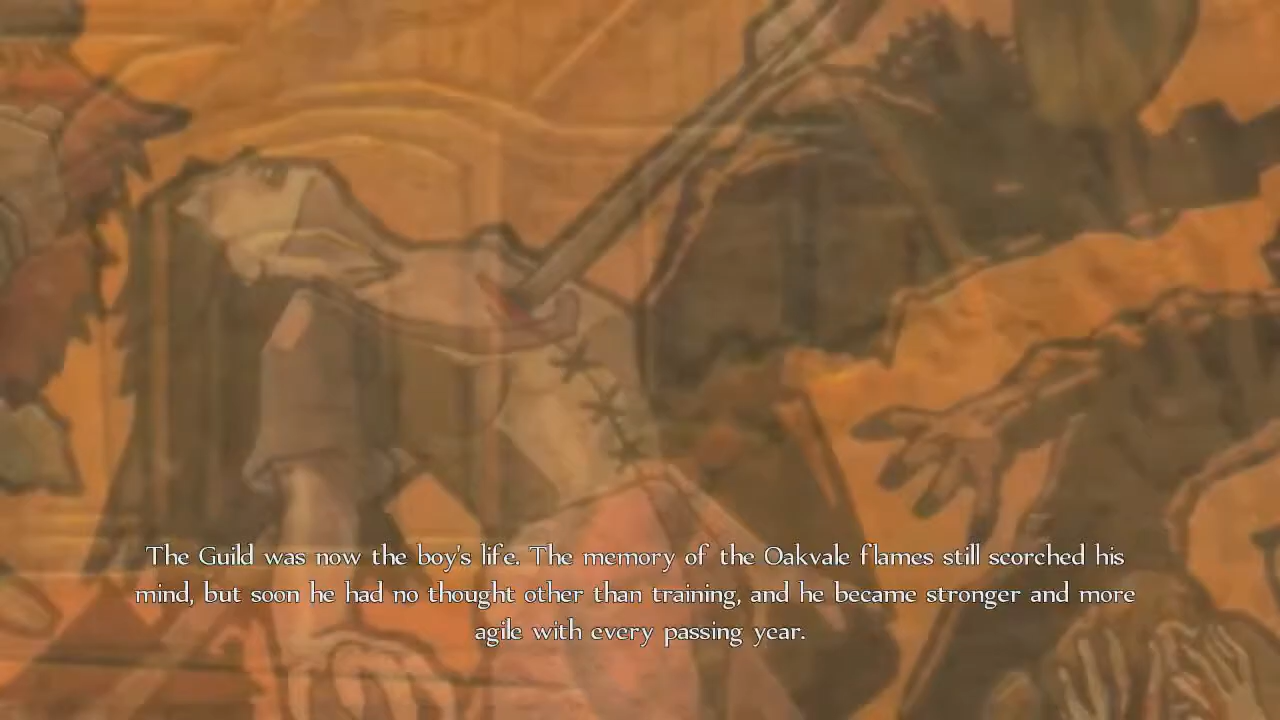 The Guild was now the boy's life. The memory of the Oakvale flames still scorched his
mind, but soon he had no thought other than training, and he became stronger and more
agile with every passing year.